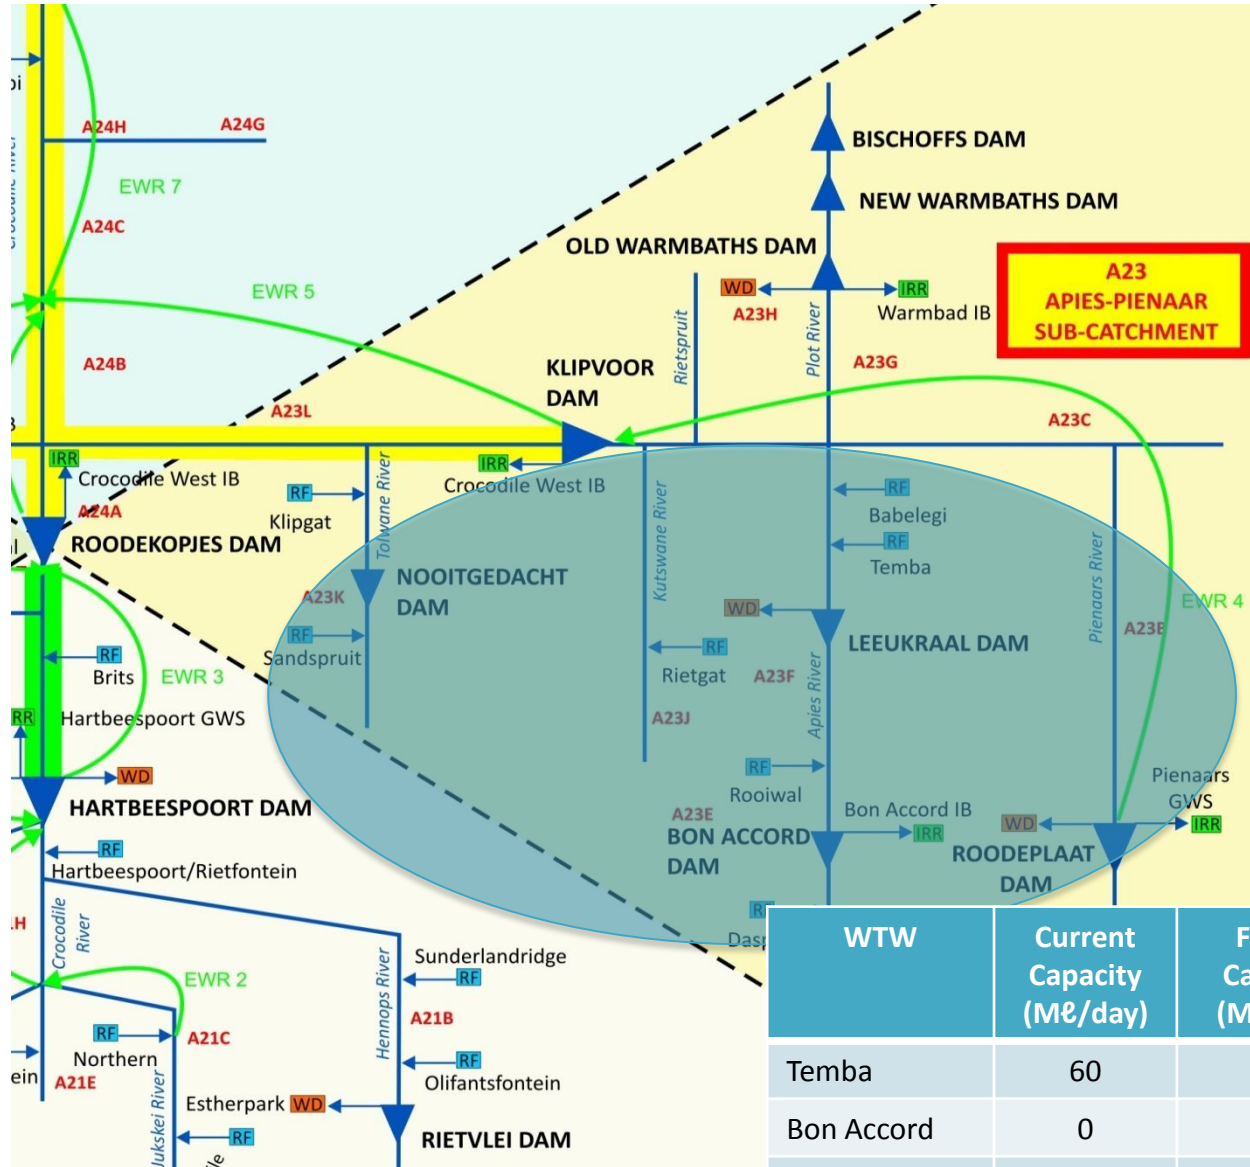 A24H
A24G
Crocodile River
EWR 7
A24C
EWR 5
A24B
A23L
BISCHOFFS DAM
NEW WARMBATHS DAM
OLD WARMBATHS DAM
WD
IRR
A23H
Warmbad IB
A23
APIES-PIENAAR
SUB-CATCHMENT
Rietspruit
Plot River
A23G
KLIPVOOR
DAM
A23C
IRR
Crocodile West IB
A24A
ROODEKOPJES DAM
RF
Klipgat
Tolwane River
IRR
Crocodile West IB
Kutswane River
RF
Babelegi
RF
Temba
NOOITGEDACHT
DAM
A23K
RF
Sandspruit
WD
LEEUKRAAL DAM
RF
Rietgat
A23F
A23J
Apies River
Pienaars River
A23B
EWR 4
RF
Brits
EWR 3
IRR
Hartbeespoort GWS
WD
HARTBEESPOORT DAM
RF
Hartbeespoort/Rietfontein
RF
Rooiwal
A23E
BON ACCORD
DAM
Bon Accord IB
IRR
WD
ROODEPLAAT
DAM
Pienaars
GWS
IRR
RF
Crocodile
River
EWR 2
RF
Northern
A21C
A21E
Jukskei River
RF
Hennops River
Sunderlandridge
RF
A21B
RF
Olifantsfontein
Estherpark WD
RIETVLEI DAM
WTW
Current
Capacity
(Mℓ/day)
Temba 60
Bon Accord 0